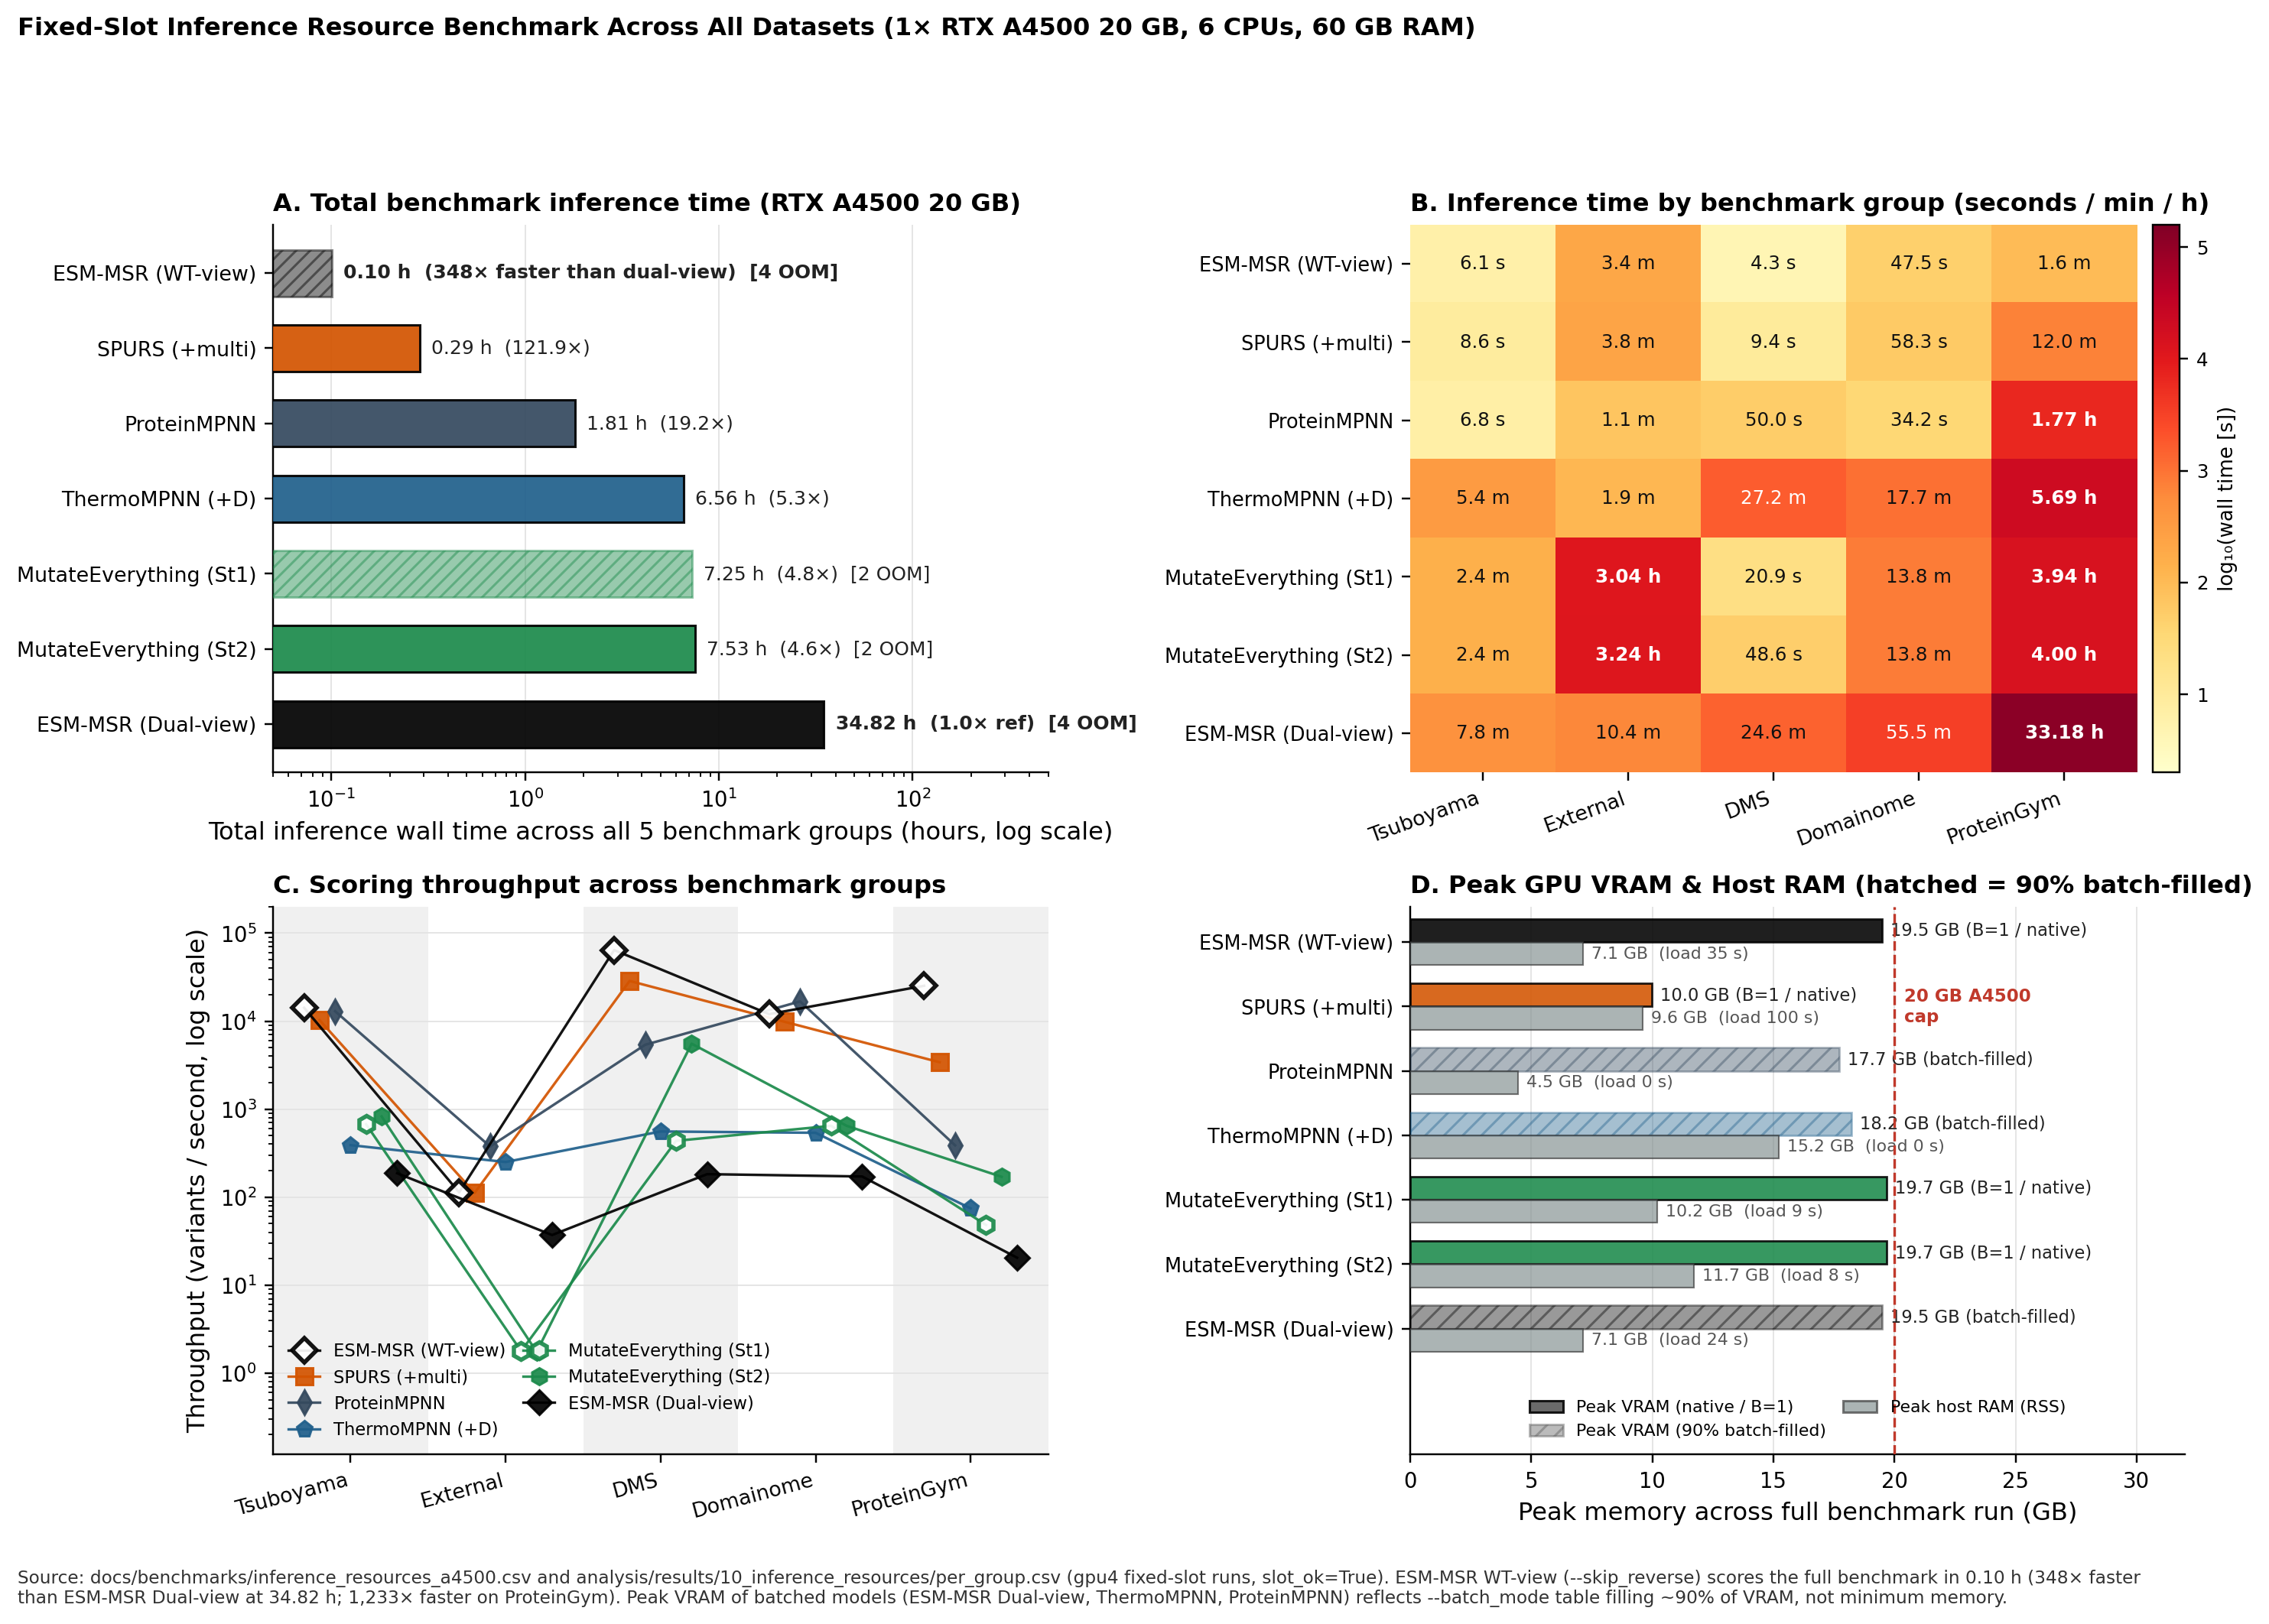 Fixed-Slot Inference Resource Benchmark Across All Datasets (1× RTX A4500 20 GB, 6 CPUs, 60 GB RAM)
A. Total benchmark inference time (RTX A4500 20 GB)
ESM-MSR (WT-view)
0.10 h (348× faster than dual-view) [4 OOM]
SPURS (+multi)
0.29 h (121.9×)
ProteinMPNN
1.81 h (19.2×)
ThermoMPNN (+D)
6.56 h (5.3×)
MutateEverything (St1)
7.25 h (4.8×) [2 OOM]
MutateEverything (St2)
7.53 h (4.6×) [2 OOM]
ESM-MSR (Dual-view)
34.82 h (1.0× ref) [4 OOM]
10⁻¹ 10⁰ 10¹ 10²
Total inference wall time across all 5 benchmark groups (hours, log scale)
B. Inference time by benchmark group (seconds / min / h)
ESM-MSR (WT-view) 6.1 s 3.4 m 4.3 s 47.5 s 1.6 m
SPURS (+multi) 8.6 s 3.8 m 9.4 s 58.3 s 12.0 m
ProteinMPNN 6.8 s 1.1 m 50.0 s 34.2 s 1.77 h
ThermoMPNN (+D) 5.4 m 1.9 m 27.2 m 17.7 m 5.69 h
MutateEverything (St1) 2.4 m 3.04 h 20.9 s 13.8 m 3.94 h
MutateEverything (St2) 2.4 m 3.24 h 48.6 s 13.8 m 4.00 h
ESM-MSR (Dual-view) 7.8 m 10.4 m 24.6 m 55.5 m 33.18 h
Tsuboyama External DMS Domainome ProteinGym
5
4
3
2
1
log₁₀(wall time [s])
C. Scoring throughput across benchmark groups
Throughput (variants / second, log scale)
10⁵
10⁴
10³
10²
10¹
10⁰
ESM-MSR (WT-view)
SPURS (+multi)
ProteinMPNN
ThermoMPNN (+D)
MutateEverything (St1)
MutateEverything (St2)
ESM-MSR (Dual-view)
Tsuboyama External DMS Domainome ProteinGym
D. Peak GPU VRAM & Host RAM (hatched = 90% batch-filled)
ESM-MSR (WT-view)
19.5 GB (B=1 / native)
7.1 GB (load 35 s)
SPURS (+multi)
10.0 GB (B=1 / native)
9.6 GB (load 100 s)
20 GB A4500
cap
ProteinMPNN
17.7 GB (batch-filled)
4.5 GB (load 0 s)
ThermoMPNN (+D)
18.2 GB (batch-filled)
15.2 GB (load 0 s)
MutateEverything (St1)
19.7 GB (B=1 / native)
10.2 GB (load 9 s)
MutateEverything (St2)
19.7 GB (B=1 / native)
11.7 GB (load 8 s)
ESM-MSR (Dual-view)
19.5 GB (batch-filled)
7.1 GB (load 24 s)
Peak VRAM (native / B=1)
Peak VRAM (90% batch-filled)
Peak host RAM (RSS)
0 5 10 15 20 25 30
Peak memory across full benchmark run (GB)
Source: docs/benchmarks/inference_resources_a4500.csv and analysis/results/10_inference_resources/per_group.csv (gpu4 fixed-slot runs, slot_ok=True). ESM-MSR WT-view (--skip_reverse) scores the full benchmark in 0.10 h (348× faster
than ESM-MSR Dual-view at 34.82 h; 1,233× faster on ProteinGym). Peak VRAM of batched models (ESM-MSR Dual-view, ThermoMPNN, ProteinMPNN) reflects --batch_mode table filling ~90% of VRAM, not minimum memory.